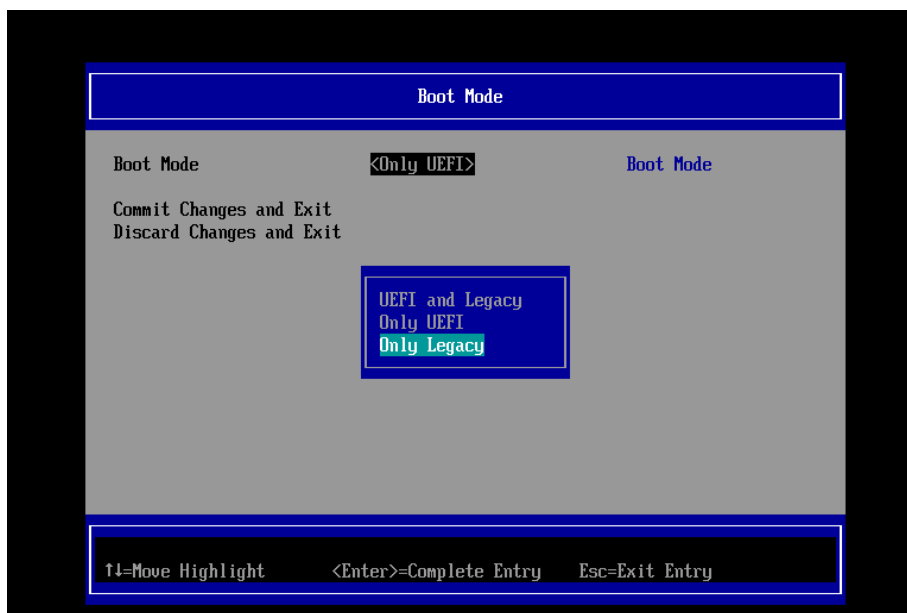 Boot Mode
Boot Mode <Only UEFI> Boot Mode
Commit Changes and Exit
Discard Changes and Exit
UEFI and Legacy
Only UEFI
Only Legacy
↑↓=Move Highlight <Enter>=Complete Entry Esc=Exit Entry